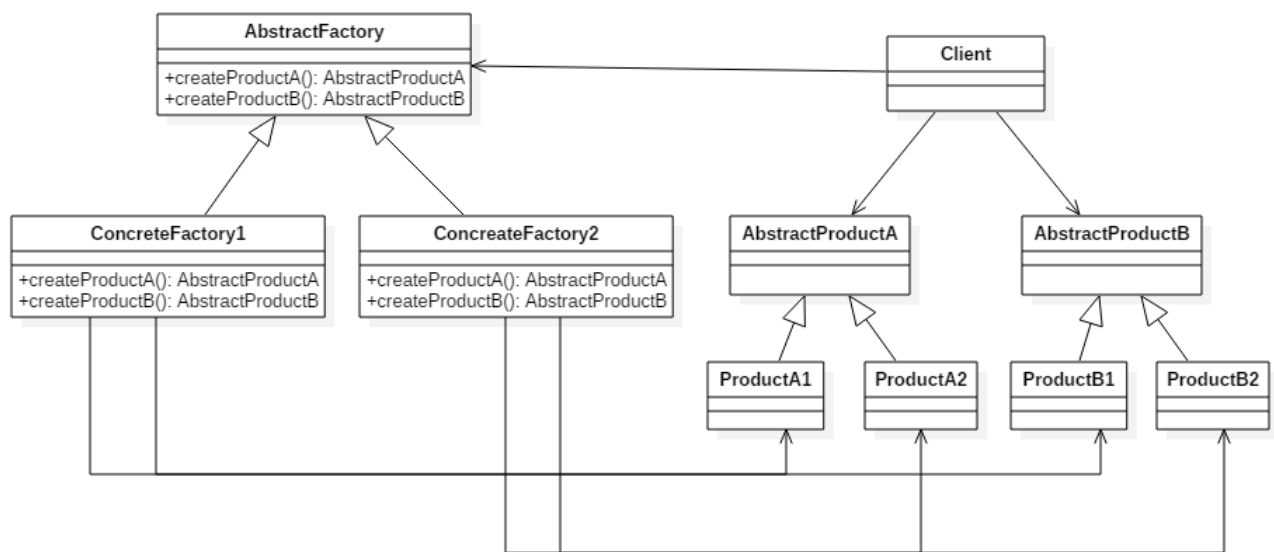 AbstractFactory
+createProductA(): AbstractProductA
+createProductB(): AbstractProductB
Client
ConcreteFactory1
+createProductA(): AbstractProductA
+createProductB(): AbstractProductB
ConcreateFactory2
+createProductA(): AbstractProductA
+createProductB(): AbstractProductB
AbstractProductA
AbstractProductB
ProductA1
ProductA2
ProductB1
ProductB2